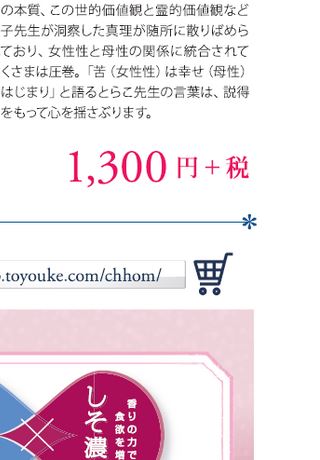 の本質、この世的価値観と霊的価値観など
子先生が洞察した真理が随所に散りばめら
ており、女性性と母性の関係に統合されて
くさまは圧巻。「苦（女性性）は幸せ（母性）
はじまり」と語るとらこ先生の言葉は、説得
をもって心を揺さぶります。
1,300 円＋税
.toyouke.com/chhom/
香りの力で
食欲を増
しそ濃